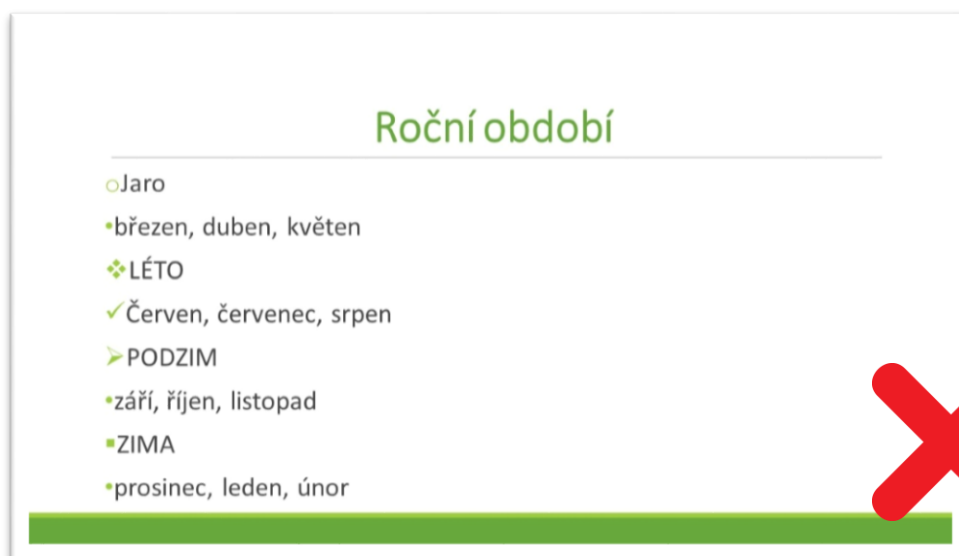 Roční období
Jaro
březen, duben, květen
LÉTO
Červen, červenec, srpen
PODZIM
září, říjen, listopad
ZIMA
prosinec, leden, únor